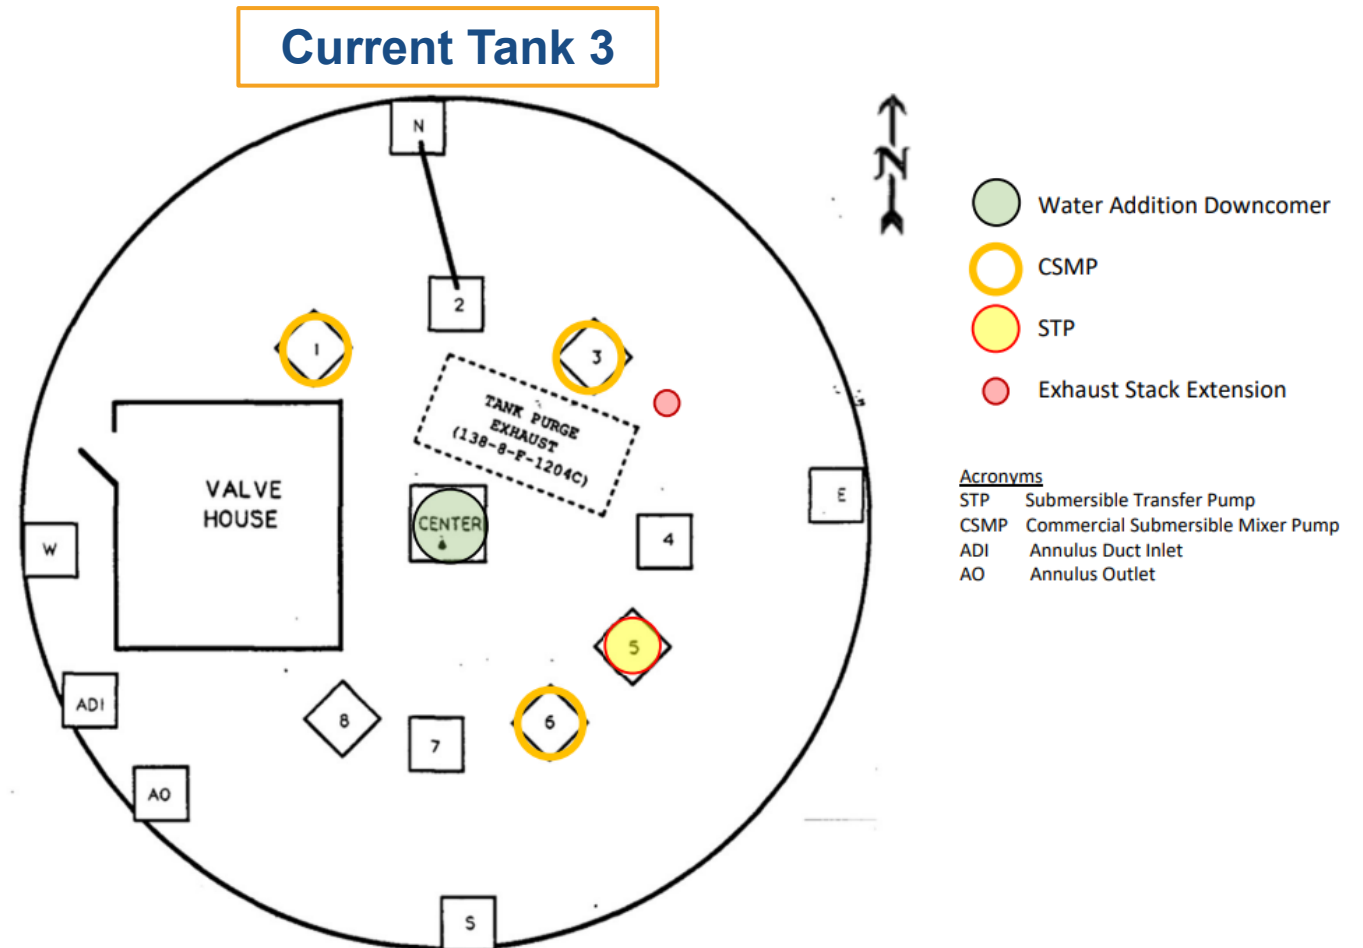 Current Tank 3
N
N
2
1
3
TANK PURGE
EXHAUST
(138-8-F-1204C)
VALVE
HOUSE
CENTER
E
4
W
5
ADI
8
7
6
AO
S
Water Addition Downcomer
CSMP
STP
Exhaust Stack Extension
Acronyms
STP Submersible Transfer Pump
CSMP Commercial Submersible Mixer Pump
ADI Annulus Duct Inlet
AO Annulus Outlet